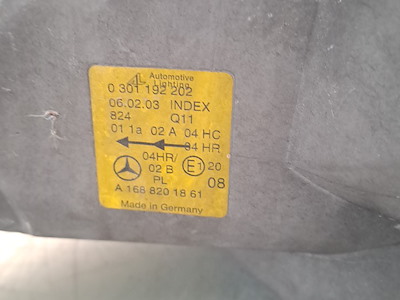 AL Automotive
Lighting
0 301 192 202
06.02.03 INDEX
824 Q11
01 1a 02 A 04 HC
04 HR
04HR/ E1 20
02 B 08
PL
A 168 820 18 61
Made in Germany